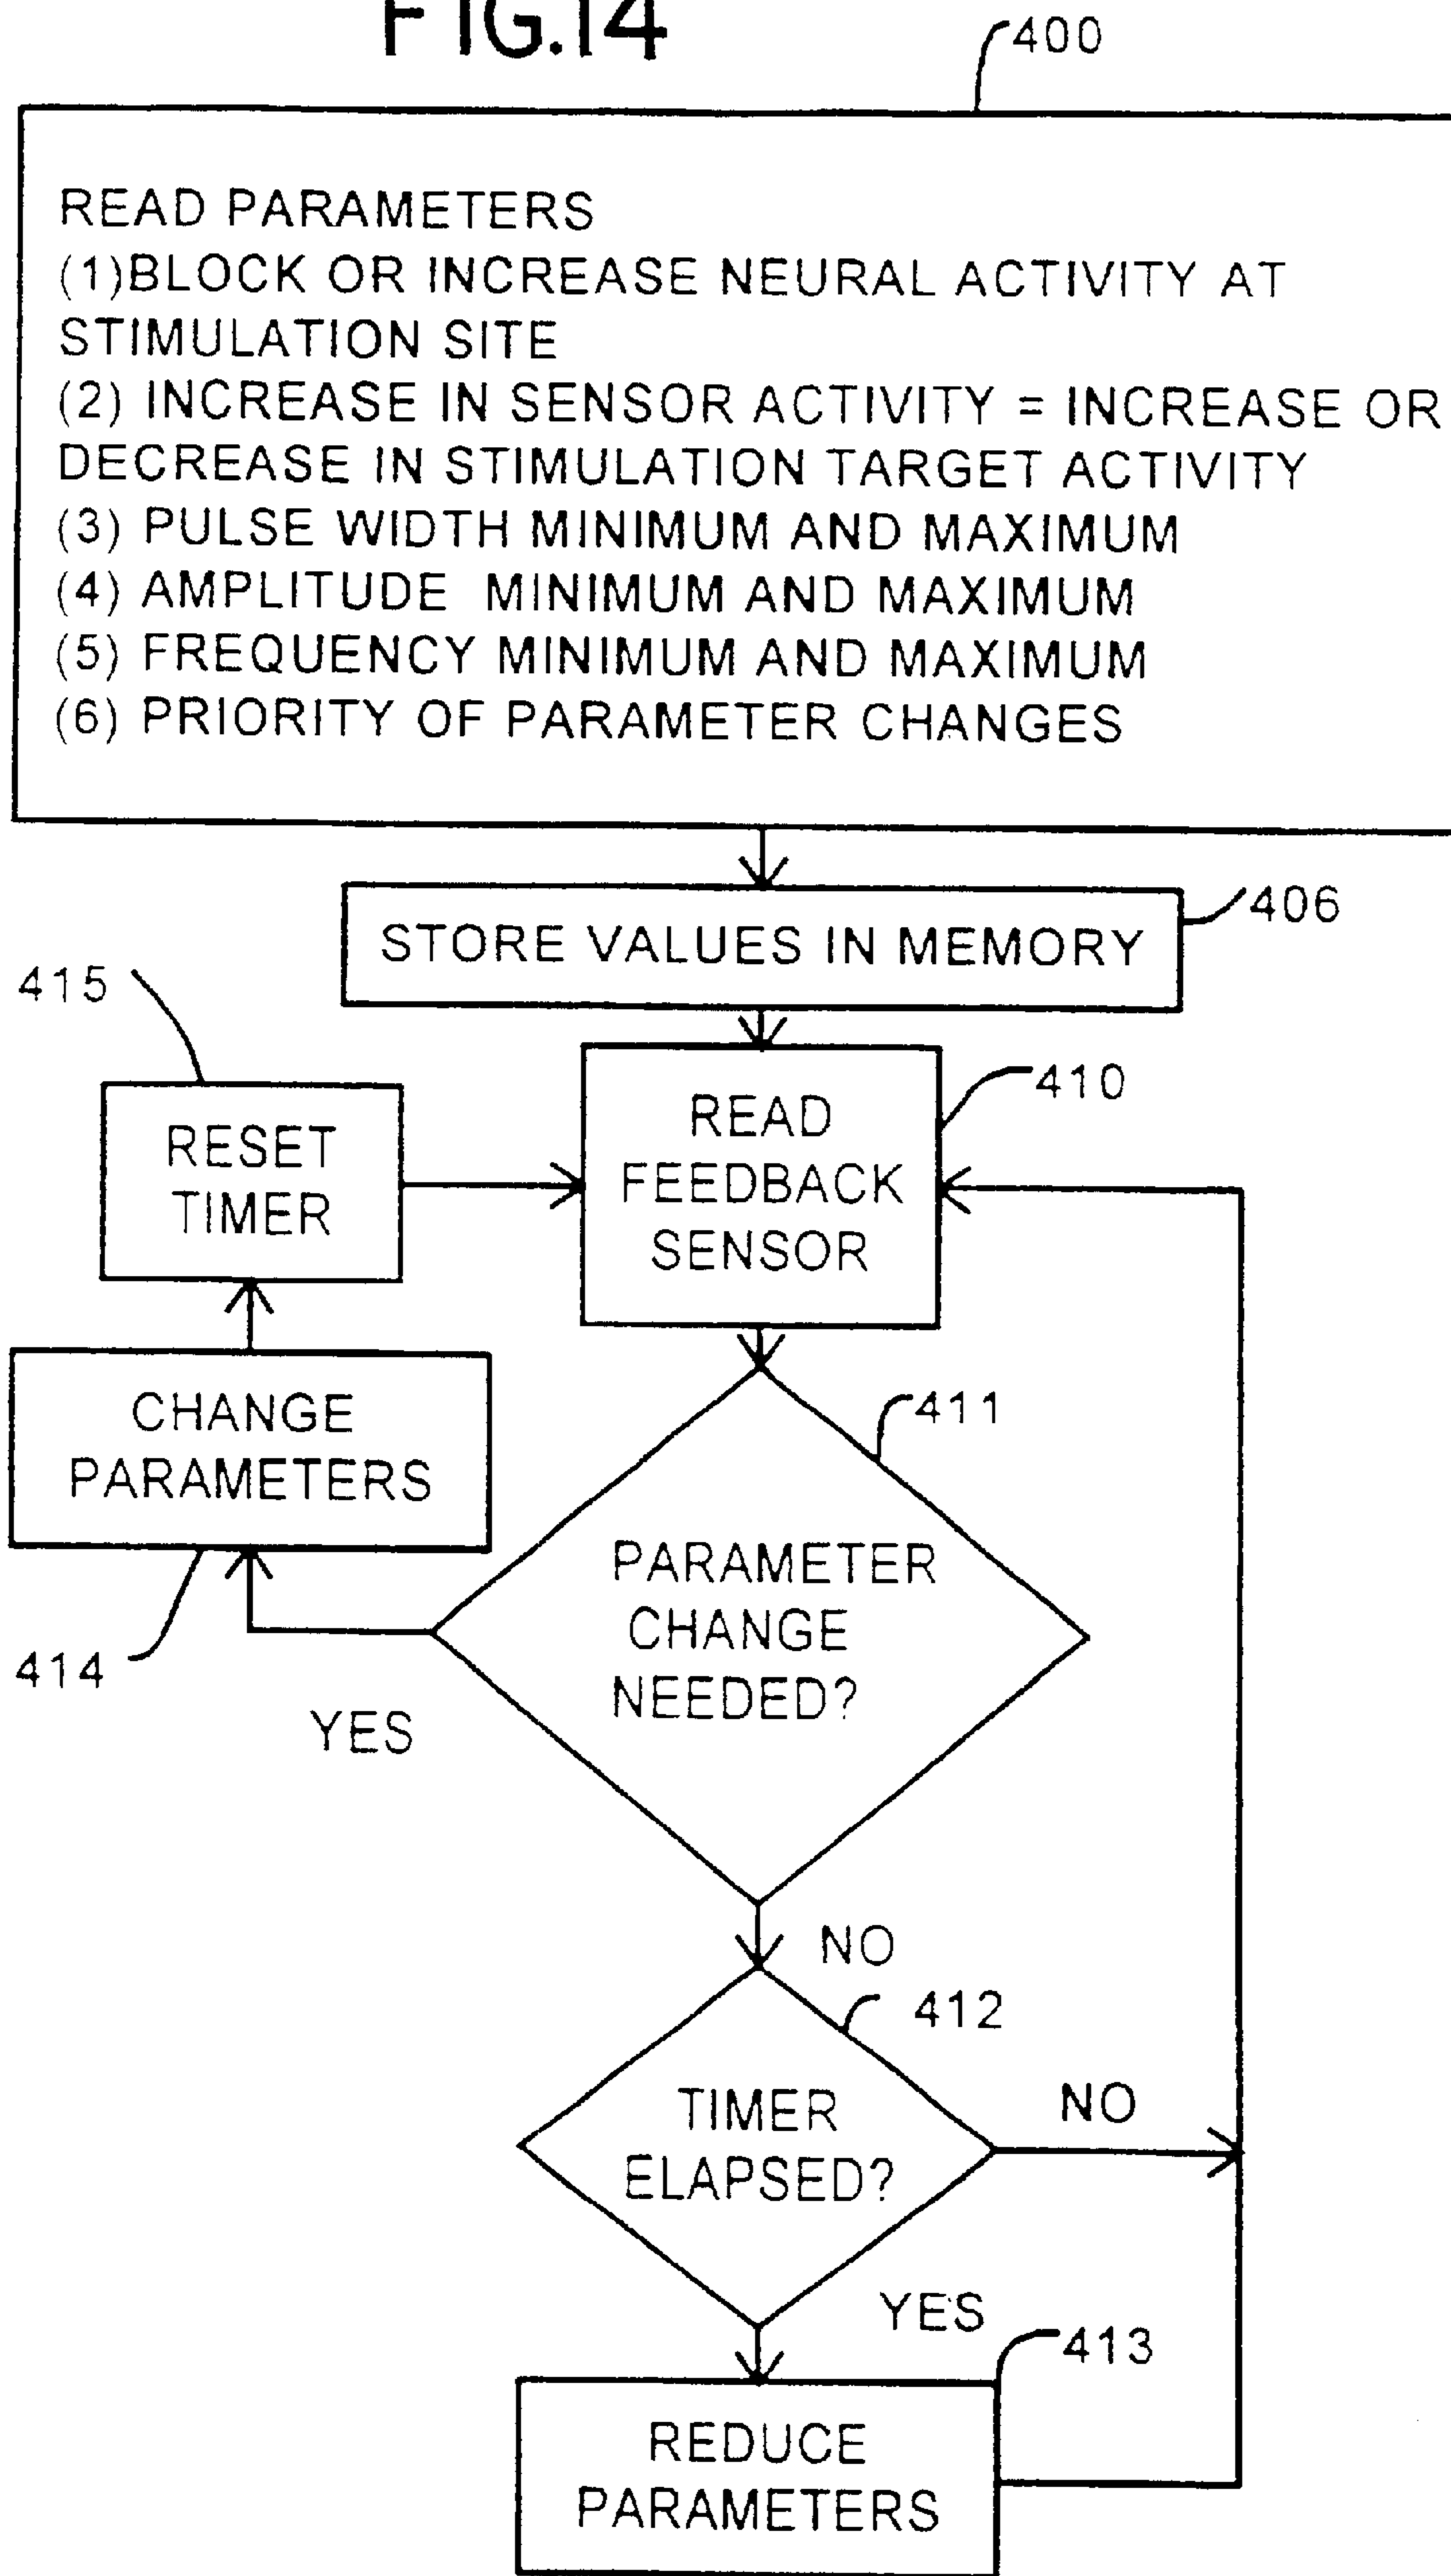 FIG.14
400
READ PARAMETERS
(1)BLOCK OR INCREASE NEURAL ACTIVITY AT
STIMULATION SITE
(2) INCREASE IN SENSOR ACTIVITY = INCREASE OR
DECREASE IN STIMULATION TARGET ACTIVITY
(3) PULSE WIDTH MINIMUM AND MAXIMUM
(4) AMPLITUDE MINIMUM AND MAXIMUM
(5) FREQUENCY MINIMUM AND MAXIMUM
(6) PRIORITY OF PARAMETER CHANGES
406
STORE VALUES IN MEMORY
415
RESET
TIMER
410
READ
FEEDBACK
SENSOR
CHANGE
PARAMETERS
414
411
PARAMETER
CHANGE
NEEDED?
YES
NO
412
TIMER
ELAPSED?
NO
YES
413
REDUCE
PARAMETERS